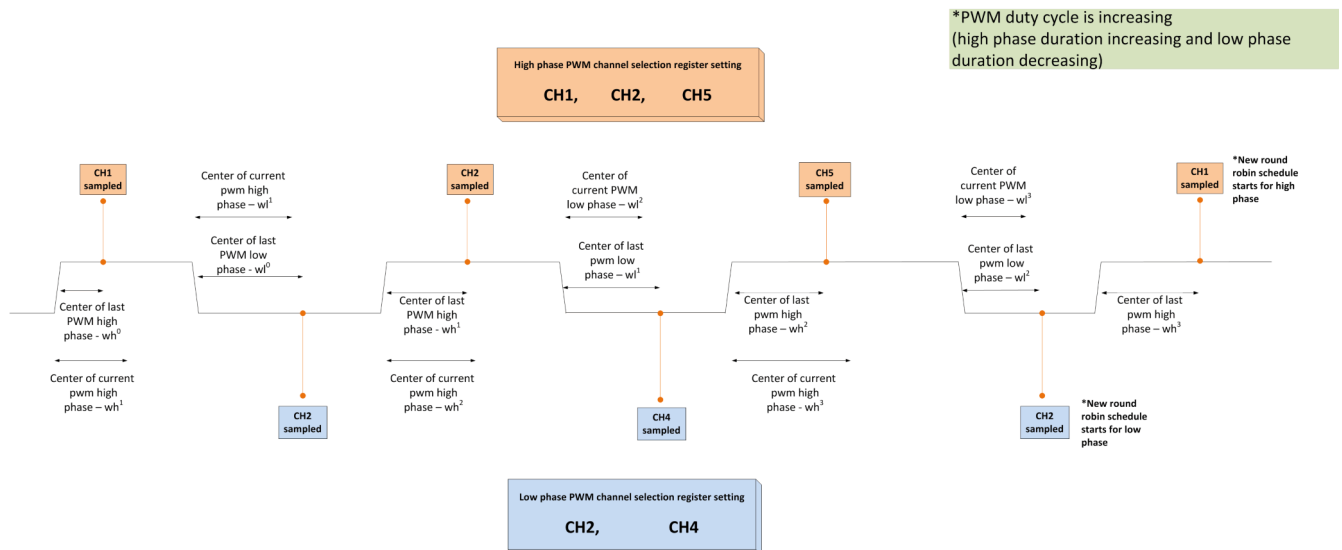 *PWM duty cycle is increasing
(high phase duration increasing and low phase
duration decreasing)
High phase PWM channel selection register setting
CH1, CH2, CH5
CH1
sampled
Center of current
pwm high
phase – wl¹
CH2
sampled
Center of
current PWM
low phase – wl²
CH5
sampled
Center of
current PWM
low phase – wl³
CH1
sampled
*New round
robin schedule
starts for high
phase
Center of last
PWM low
phase - wl⁰
Center of last
pwm low
phase – wl¹
Center of last
pwm low
phase – wl²
Center of last
PWM high
phase - wh⁰
Center of last
PWM high
phase - wh¹
Center of last
pwm high
phase – wh²
Center of last
pwm high
phase – wh³
Center of current
pwm high
phase – wh¹
Center of current
pwm high
phase – wh²
Center of current
pwm high
phase - wh³
CH2
sampled
CH4
sampled
CH2
sampled
*New round
robin schedule
starts for low
phase
Low phase PWM channel selection register setting
CH2, CH4